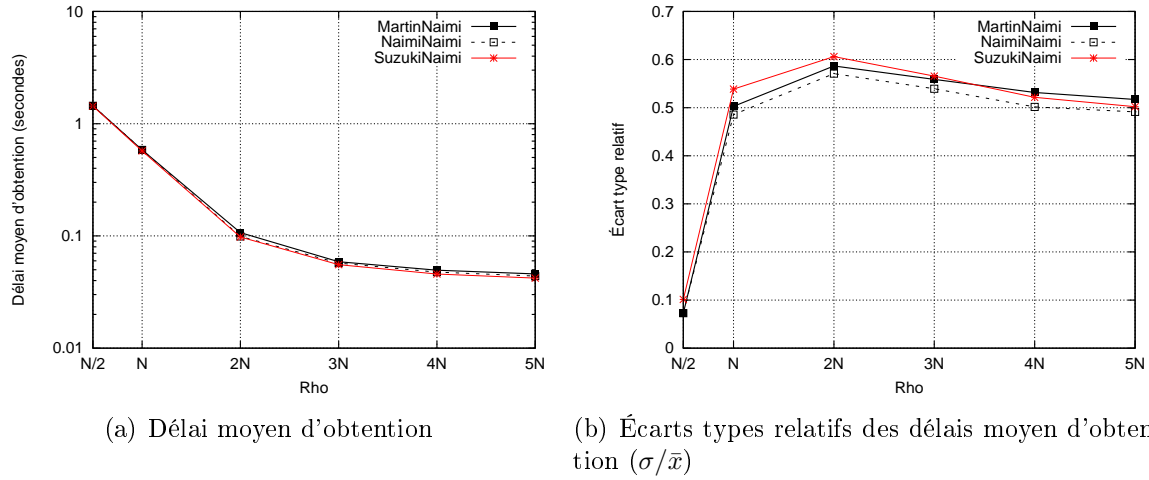 Délai moyen d'obtention (secondes)
10
1
0.1
0.01
MartinNaimi
NaimiNaimi
SuzukiNaimi
N/2 N 2N 3N 4N 5N
Rho
(a) Délai moyen d'obtention
Écart type relatif
0.7
0.6
0.5
0.4
0.3
0.2
0.1
0
MartinNaimi
NaimiNaimi
SuzukiNaimi
N/2 N 2N 3N 4N 5N
Rho
(b) Écarts types relatifs des délais moyen d'obten
tion (σ/x̄)